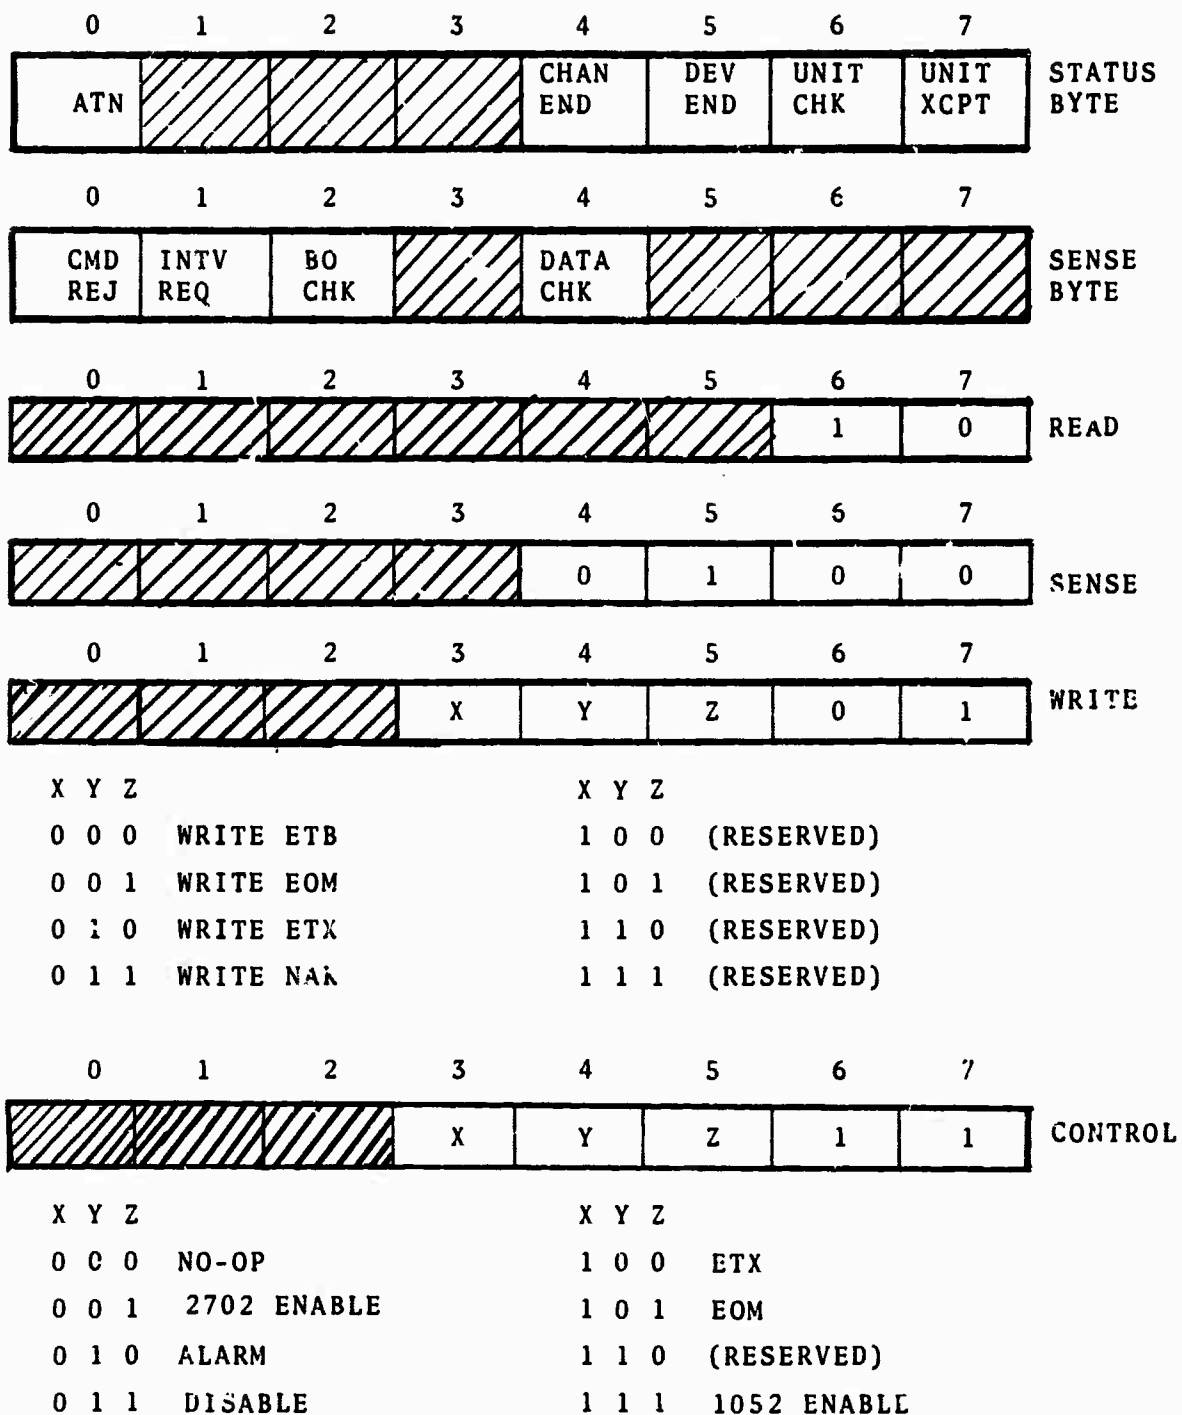 0 1 2 3 4 5 6 7
ATN CHAN END DEV END UNIT CHK UNIT XCPT STATUS BYTE
0 1 2 3 4 5 6 7
CMD REJ INTV REQ BO CHK DATA CHK SENSE BYTE
0 1 2 3 4 5 6 7
1 0 READ
0 1 2 3 4 5 6 7
0 1 0 0 SENSE
0 1 2 3 4 5 6 7
X Y Z 0 1 WRITE
X Y Z X Y Z
0 0 0 WRITE ETB 1 0 0 (RESERVED)
0 0 1 WRITE EOM 1 0 1 (RESERVED)
0 1 0 WRITE ETX 1 1 0 (RESERVED)
0 1 1 WRITE NAK 1 1 1 (RESERVED)
0 1 2 3 4 5 6 7
X Y Z 1 1 CONTROL
X Y Z X Y Z
0 0 0 NO-OP 1 0 0 ETX
0 0 1 2702 ENABLE 1 0 1 EOM
0 1 0 ALARM 1 1 0 (RESERVED)
0 1 1 DISABLE 1 1 1 1052 ENABLE